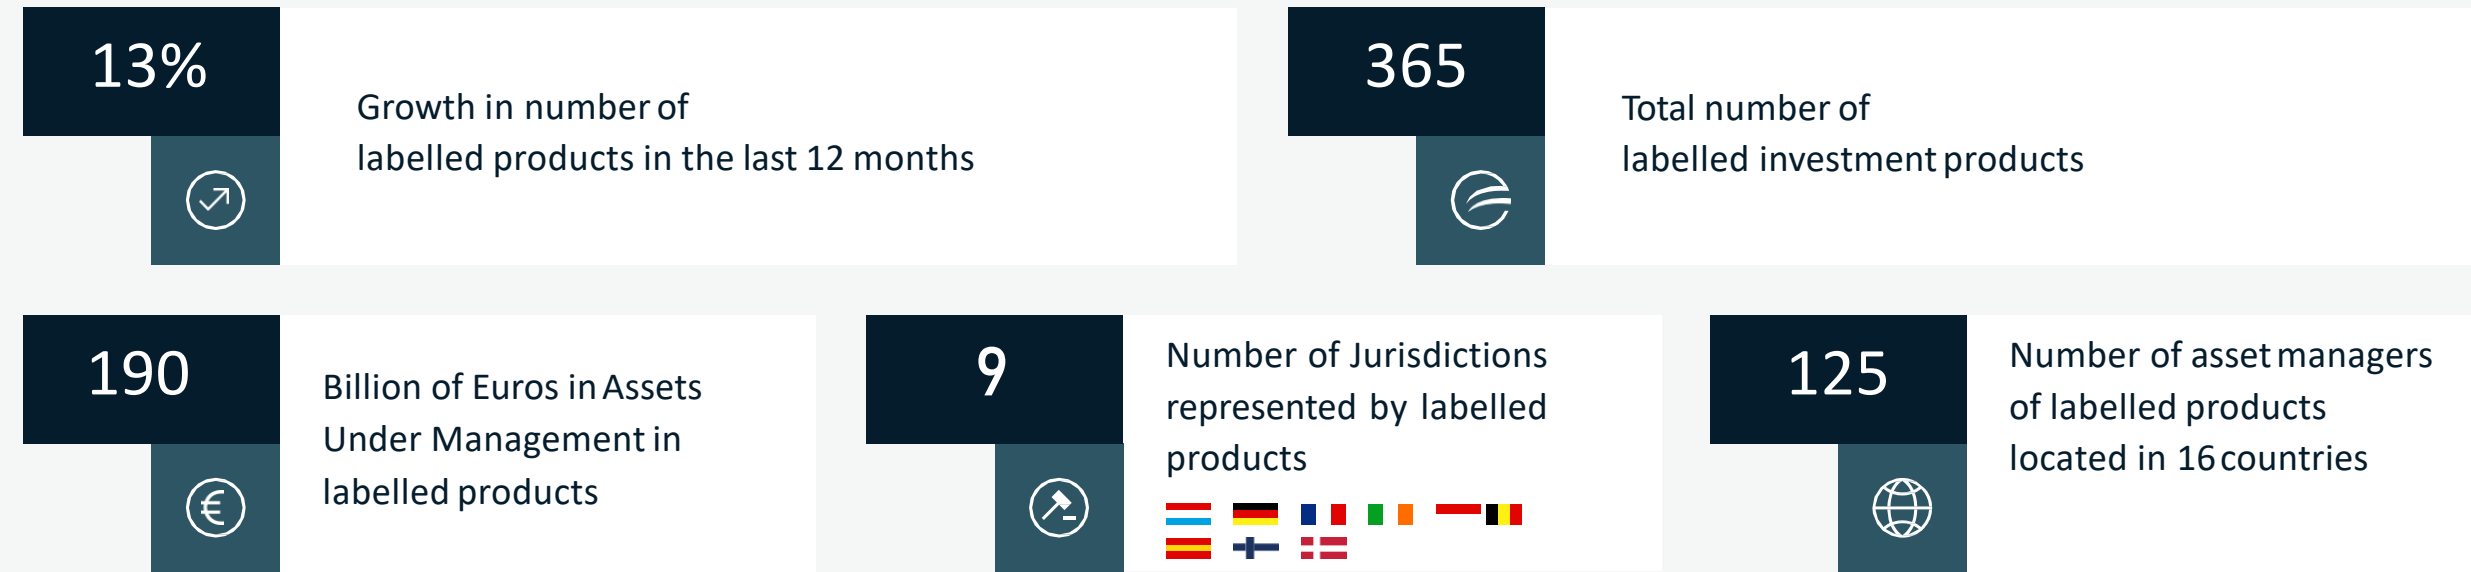 13%
Growth in number of
labelled products in the last 12 months
365
Total number of
labelled investment products
190
Billion of Euros in Assets
Under Management in
labelled products
€
9
Number of Jurisdictions
represented by labelled
products
125
Number of asset managers
of labelled products
located in 16 countries